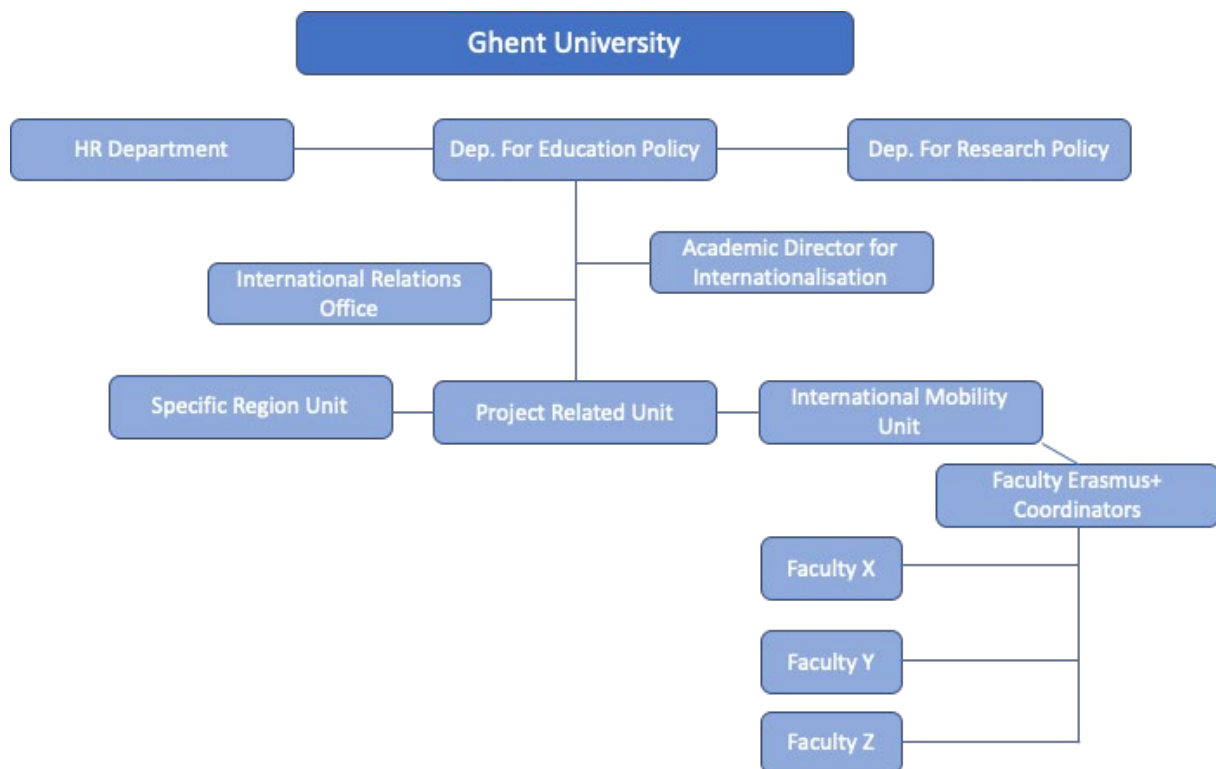 Ghent University
HR Department
Dep. For Education Policy
Dep. For Research Policy
Academic Director for
Internationalisation
International Relations
Office
Specific Region Unit
Project Related Unit
International Mobility
Unit
Faculty Erasmus+
Coordinators
Faculty X
Faculty Y
Faculty Z